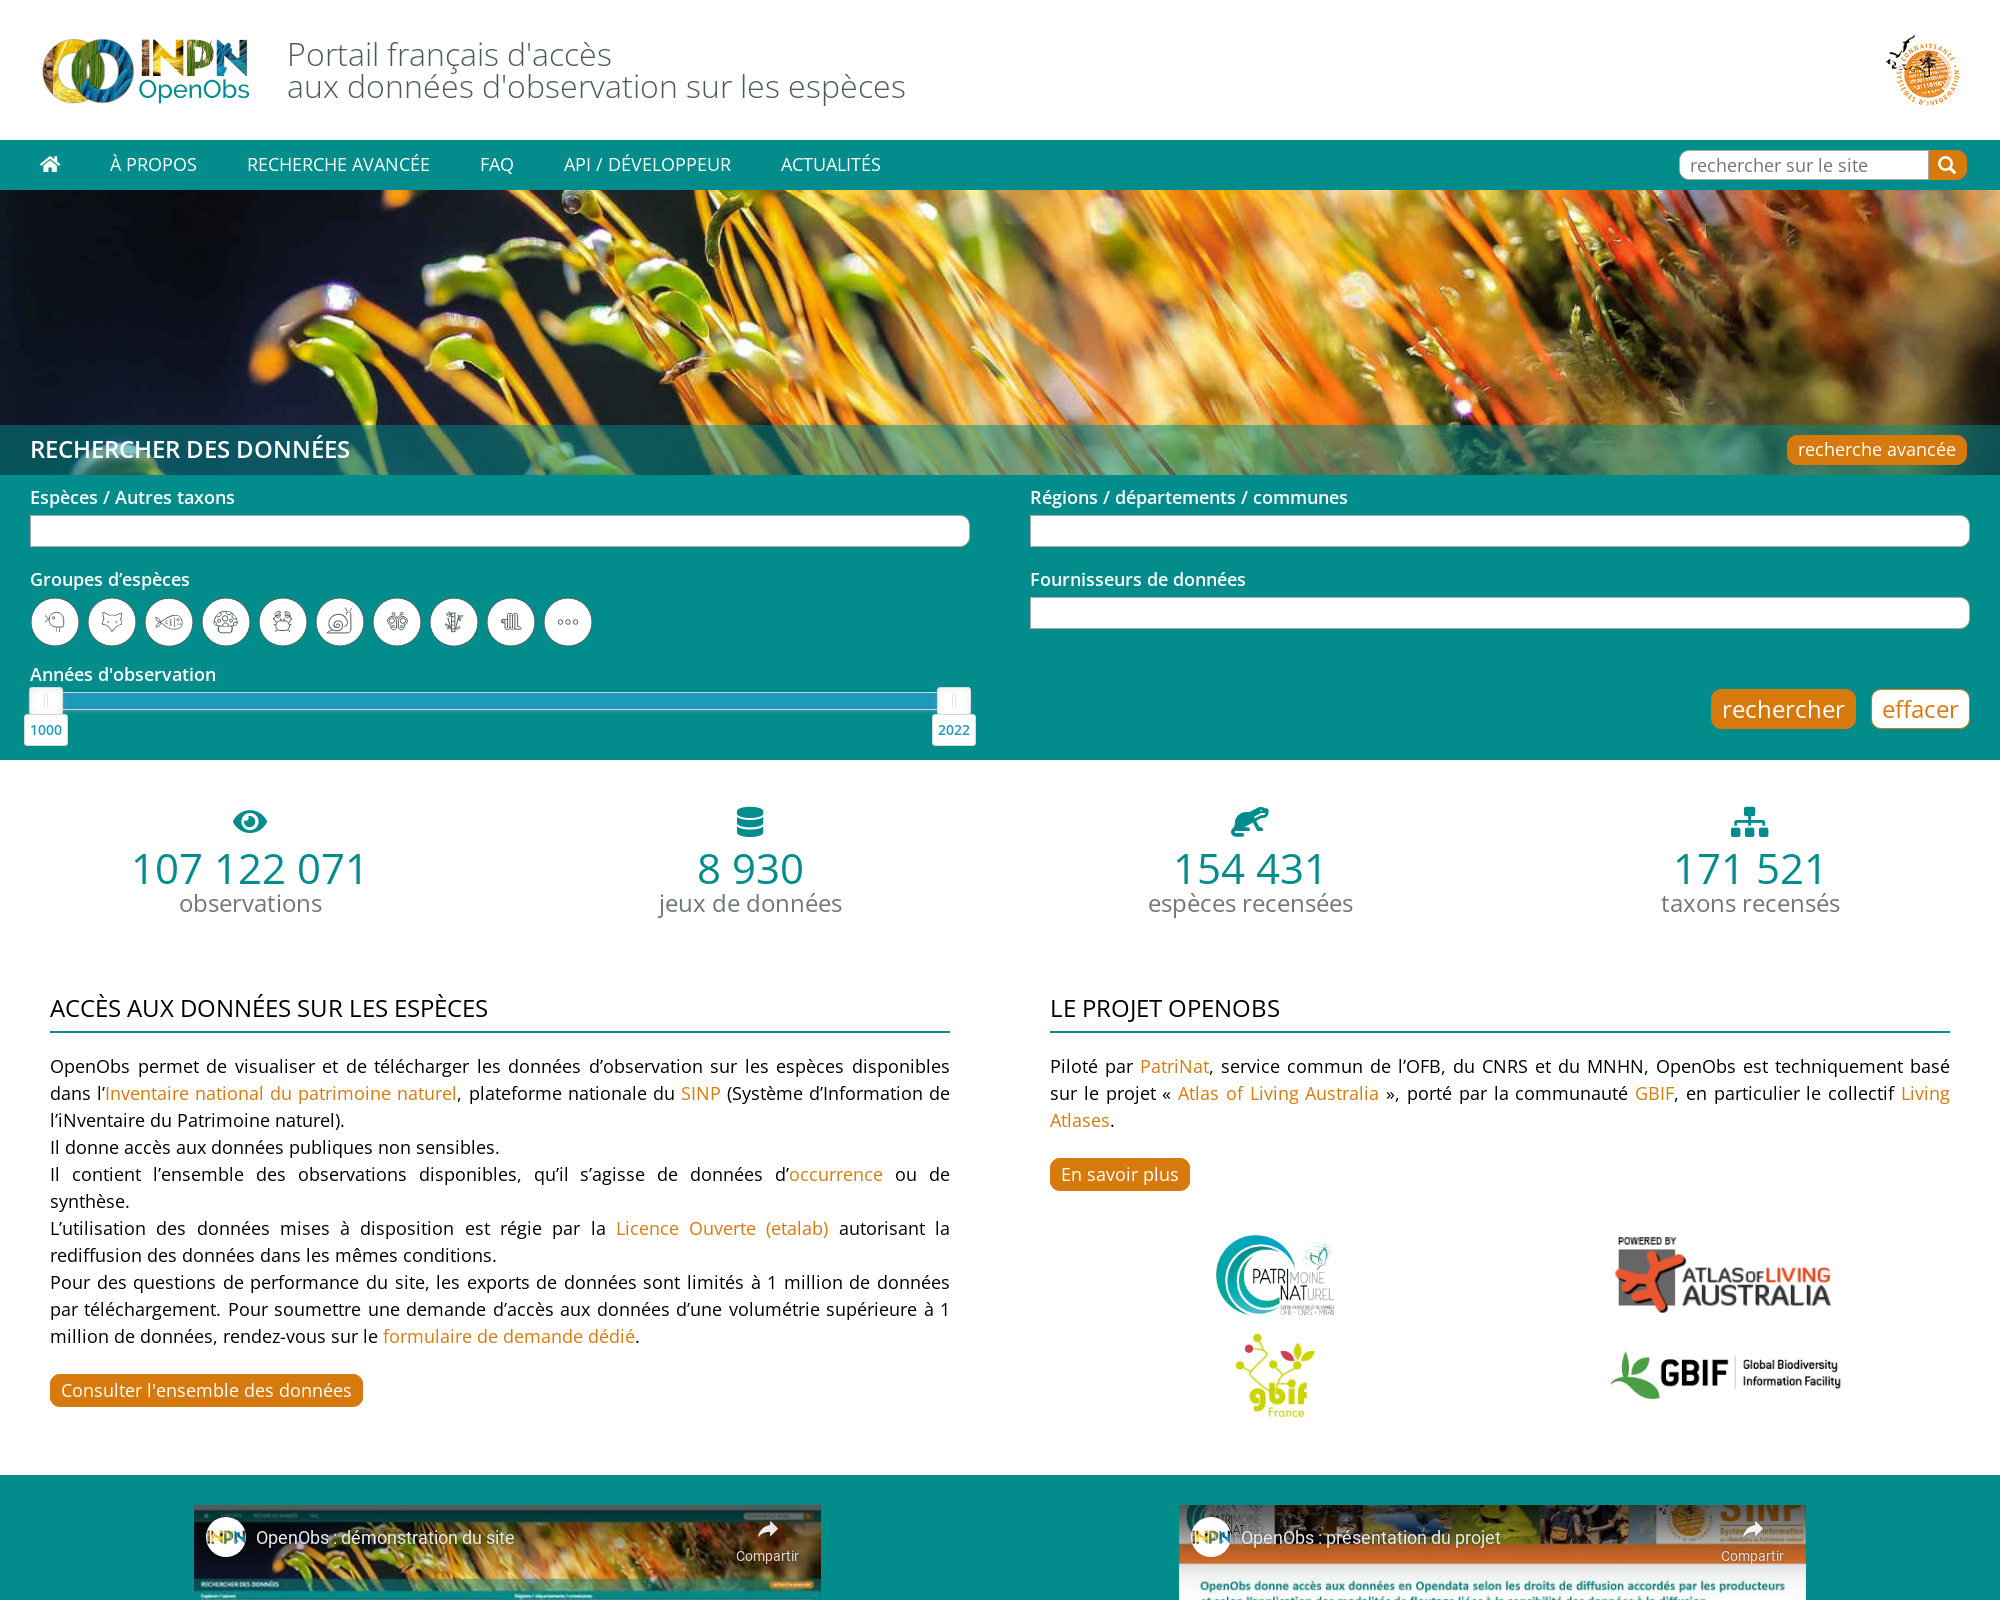 INPN
OpenObs
Portail français d'accès
aux données d'observation sur les espèces
À PROPOS
RECHERCHE AVANCÉE
FAQ
API / DÉVELOPPEUR
ACTUALITÉS
rechercher sur le site
RECHERCHER DES DONNÉES
recherche avancée
Espèces / Autres taxons
Régions / départements / communes
Groupes d’espèces
Fournisseurs de données
Années d'observation
1000
2022
rechercher
effacer
107 122 071
observations
8 930
jeux de données
154 431
espèces recensées
171 521
taxons recensés
ACCÈS AUX DONNÉES SUR LES ESPÈCES
OpenObs permet de visualiser et de télécharger les données d’observation sur les espèces disponibles
dans l’Inventaire national du patrimoine naturel, plateforme nationale du SINP (Système d’Information de
l’iNventaire du Patrimoine naturel).
Il donne accès aux données publiques non sensibles.
Il contient l’ensemble des observations disponibles, qu’il s’agisse de données d’occurrence ou de
synthèse.
L’utilisation des données mises à disposition est régie par la Licence Ouverte (etalab) autorisant la
rediffusion des données dans les mêmes conditions.
Pour des questions de performance du site, les exports de données sont limités à 1 million de données
par téléchargement. Pour soumettre une demande d’accès aux données d’une volumétrie supérieure à 1
million de données, rendez-vous sur le formulaire de demande dédié.
Consulter l'ensemble des données
LE PROJET OPENOBS
Piloté par PatriNat, service commun de l’OFB, du CNRS et du MNHN, OpenObs est techniquement basé
sur le projet « Atlas of Living Australia », porté par la communauté GBIF, en particulier le collectif Living
Atlases.
En savoir plus
PATRIMOINE
NATUREL
POWERED BY
ATLAS OF LIVING
AUSTRALIA
gbif
France
GBIF
Global Biodiversity
Information Facility
INPN
OpenObs : démonstration du site
Compartir
RECHERCHER DES DONNÉES
INPN
OpenObs : présentation du projet
Compartir
SINP
OpenObs donne accès aux données en Opendata selon les droits de diffusion accordés par les producteurs